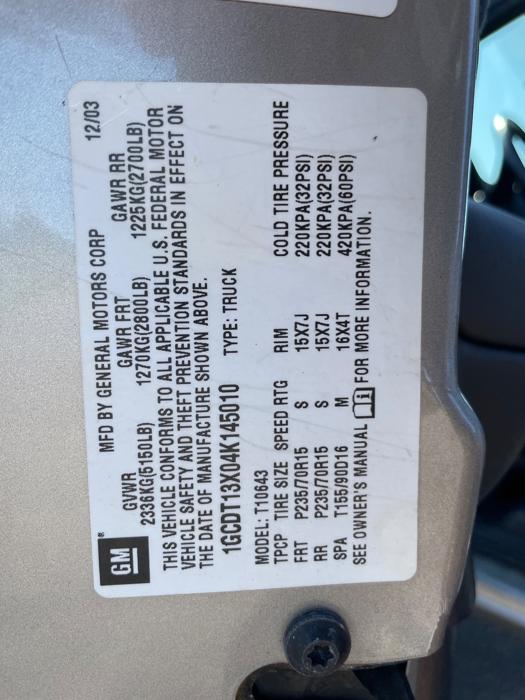 GM®
MFD BY GENERAL MOTORS CORP 12/03
GVWR GAWR FRT GAWR RR
2336KG(5150LB) 1270KG(2800LB) 1225KG(2700LB)
THIS VEHICLE CONFORMS TO ALL APPLICABLE U.S. FEDERAL MOTOR
VEHICLE SAFETY AND THEFT PREVENTION STANDARDS IN EFFECT ON
THE DATE OF MANUFACTURE SHOWN ABOVE.
1GCDT13X04K145010 TYPE: TRUCK
MODEL: T10643
TPCP TIRE SIZE SPEED RTG RIM COLD TIRE PRESSURE
FRT P235/70R15 S 15X7J 220KPA(32PSI)
RR P235/70R15 S 15X7J 220KPA(32PSI)
SPA T155/90D16 M 16X4T 420KPA(60PSI)
SEE OWNER'S MANUAL FOR MORE INFORMATION.